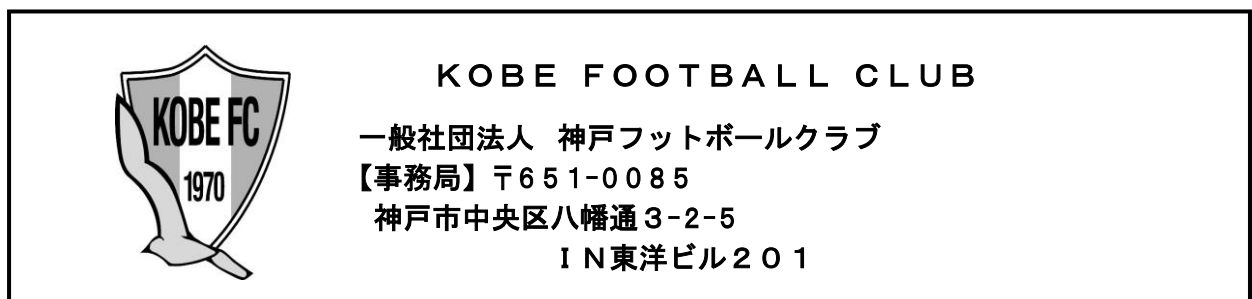 KOBE FC
1970
ＫＯＢＥ ＦＯＯＴＢＡＬＬ ＣＬＵＢ
一般社団法人　神戸フットボールクラブ
【事務局】〒６５１-００８５
神戸市中央区八幡通３-2-5
ＩＮ東洋ビル２０１